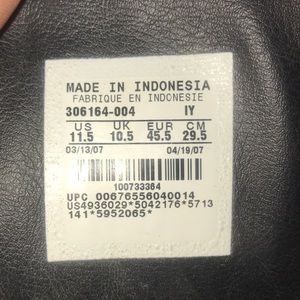 MADE IN INDONESIA
FABRIQUE EN INDONESIE
306164-004 IY
US UK EUR CM
11.5 10.5 45.5 29.5
03/13/07 04/19/07
100733364
UPC 00676556040014
US4936029*5042176*5713
141*5952065*